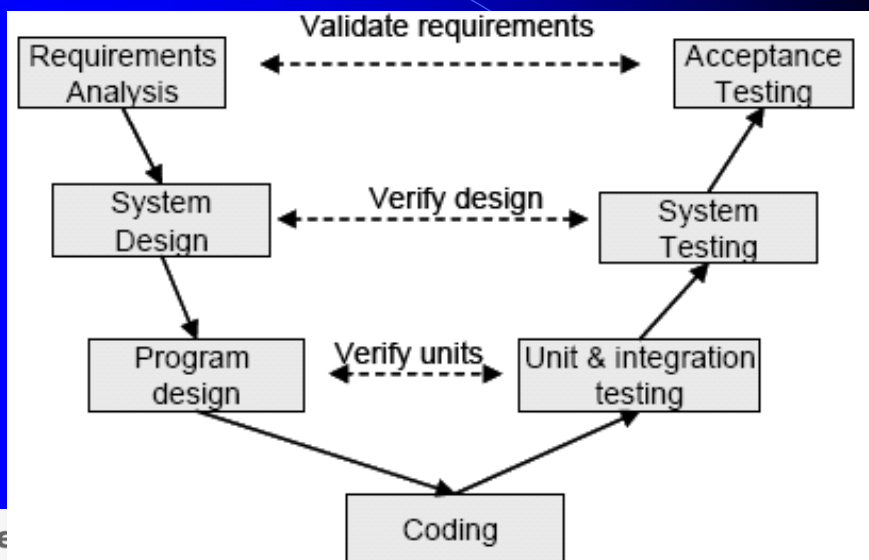 Validate requirements
Requirements
Analysis
Acceptance
Testing
System
Design
Verify design
System
Testing
Program
design
Verify units
Unit & integration
testing
Coding
e